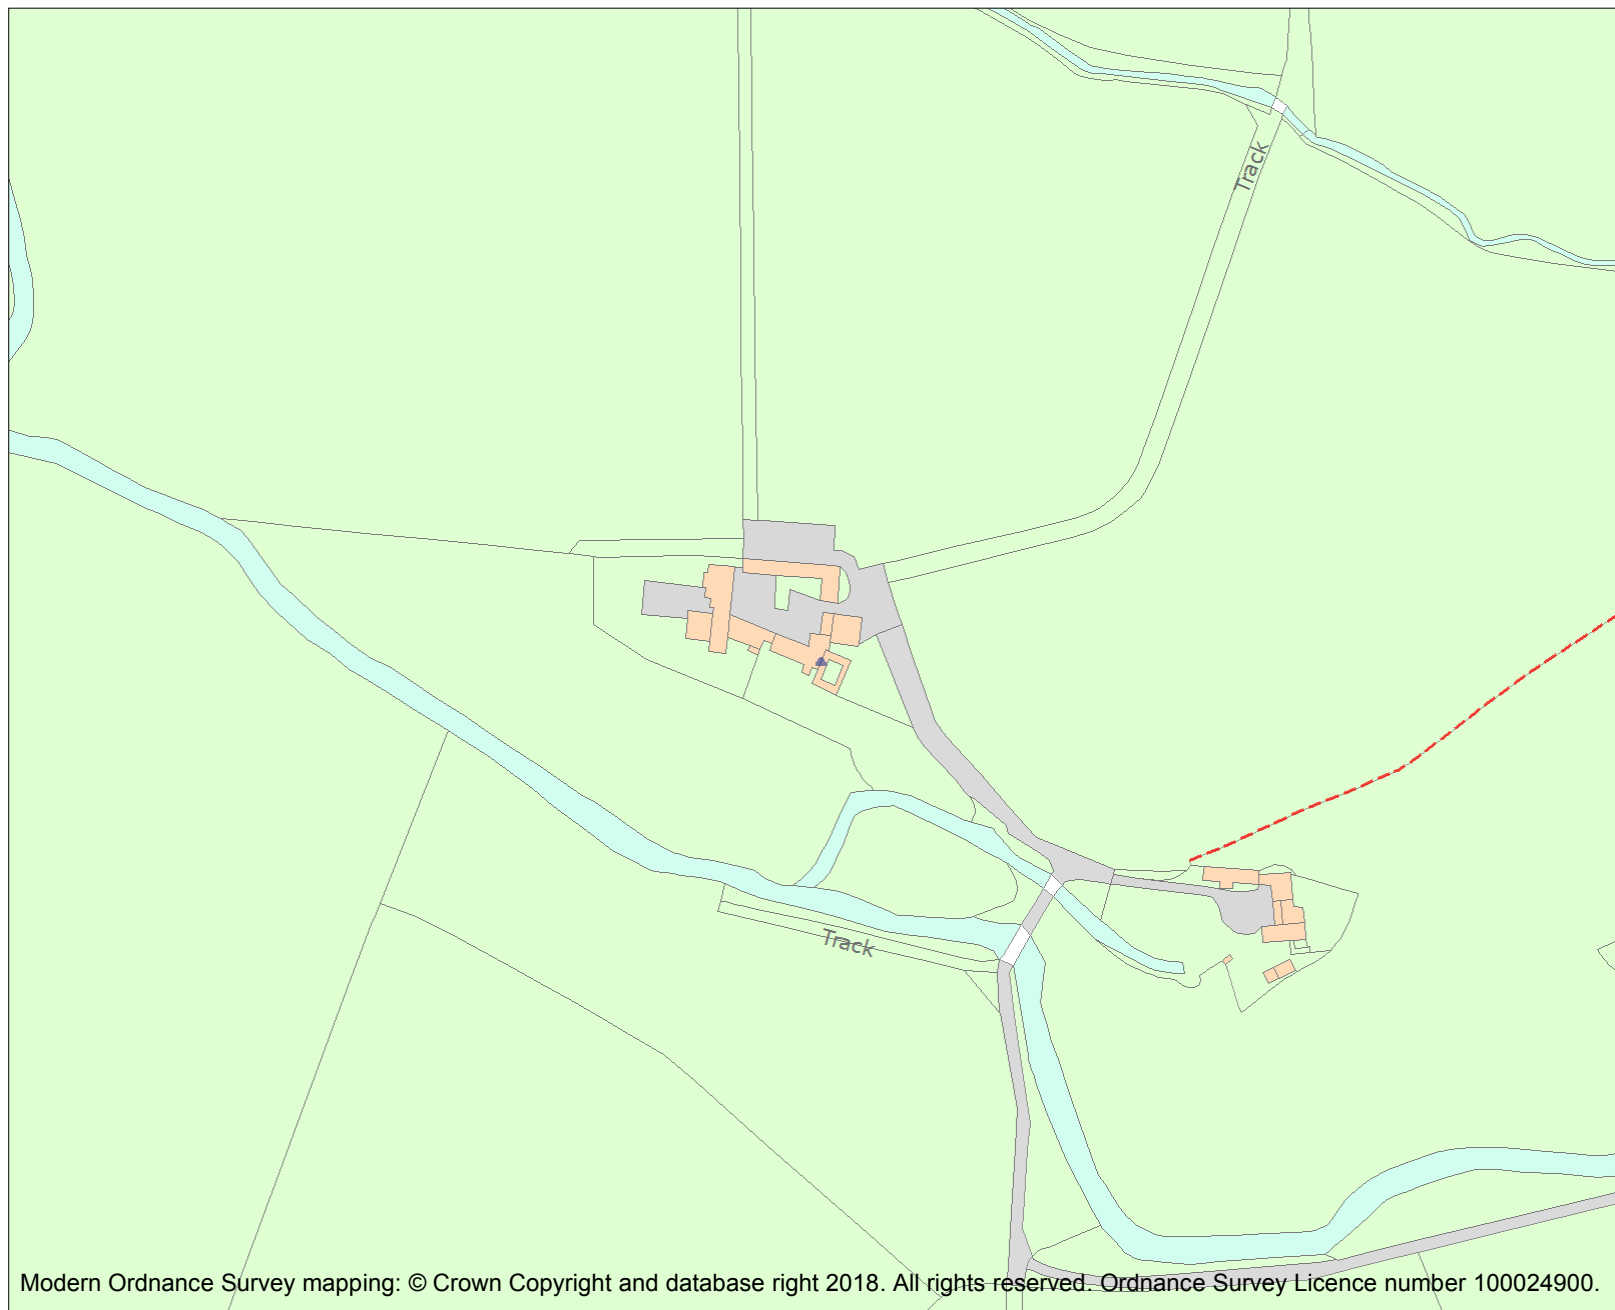 Track
Track
Modern Ordnance Survey mapping: © Crown Copyright and database right 2018. All rights reserved. Ordnance Survey Licence number 100024900.